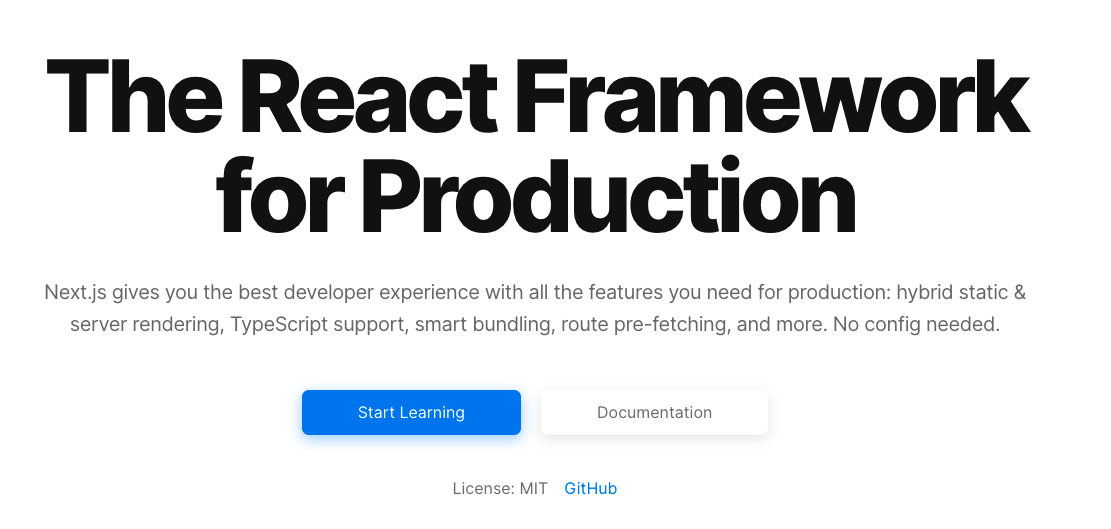 The React Framework
for Production
Next.js gives you the best developer experience with all the features you need for production: hybrid static &
server rendering, TypeScript support, smart bundling, route pre-fetching, and more. No config needed.
Start Learning Documentation
License: MIT GitHub